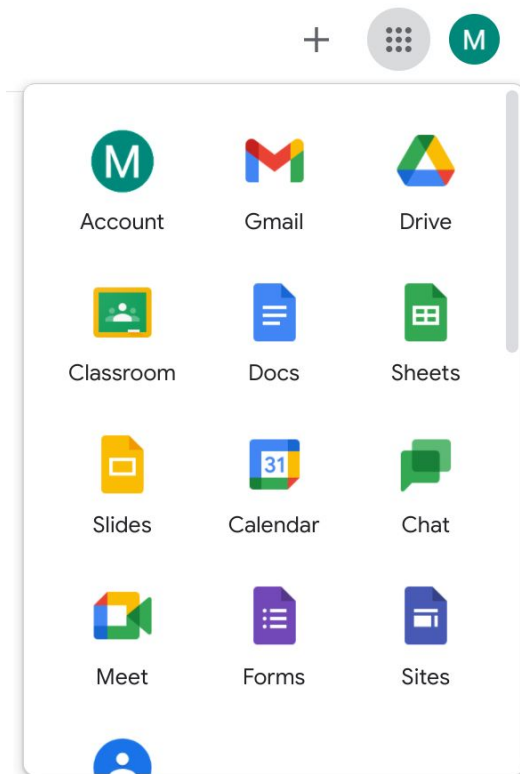 M
M
Account Gmail Drive
Classroom Docs Sheets
31
Slides Calendar Chat
Meet Forms Sites